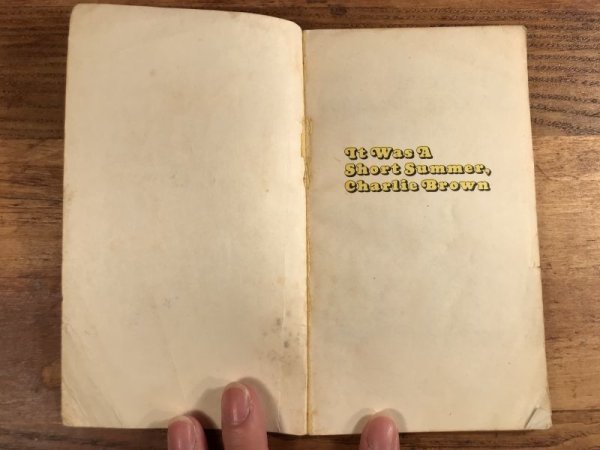 It Was A
Short Summer,
Charlie Brown